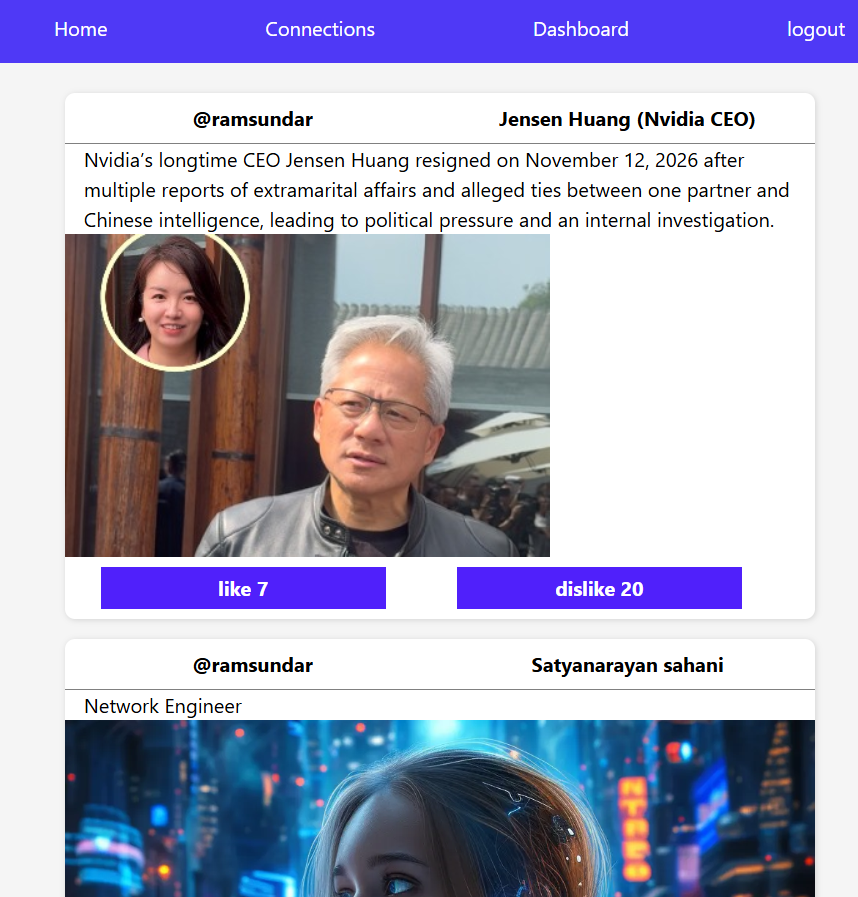 Home Connections Dashboard logout
@ramsundar Jensen Huang (Nvidia CEO)
Nvidia’s longtime CEO Jensen Huang resigned on November 12, 2026 after
multiple reports of extramarital affairs and alleged ties between one partner and
Chinese intelligence, leading to political pressure and an internal investigation.
like 7 dislike 20
@ramsundar Satyanarayan sahani
Network Engineer